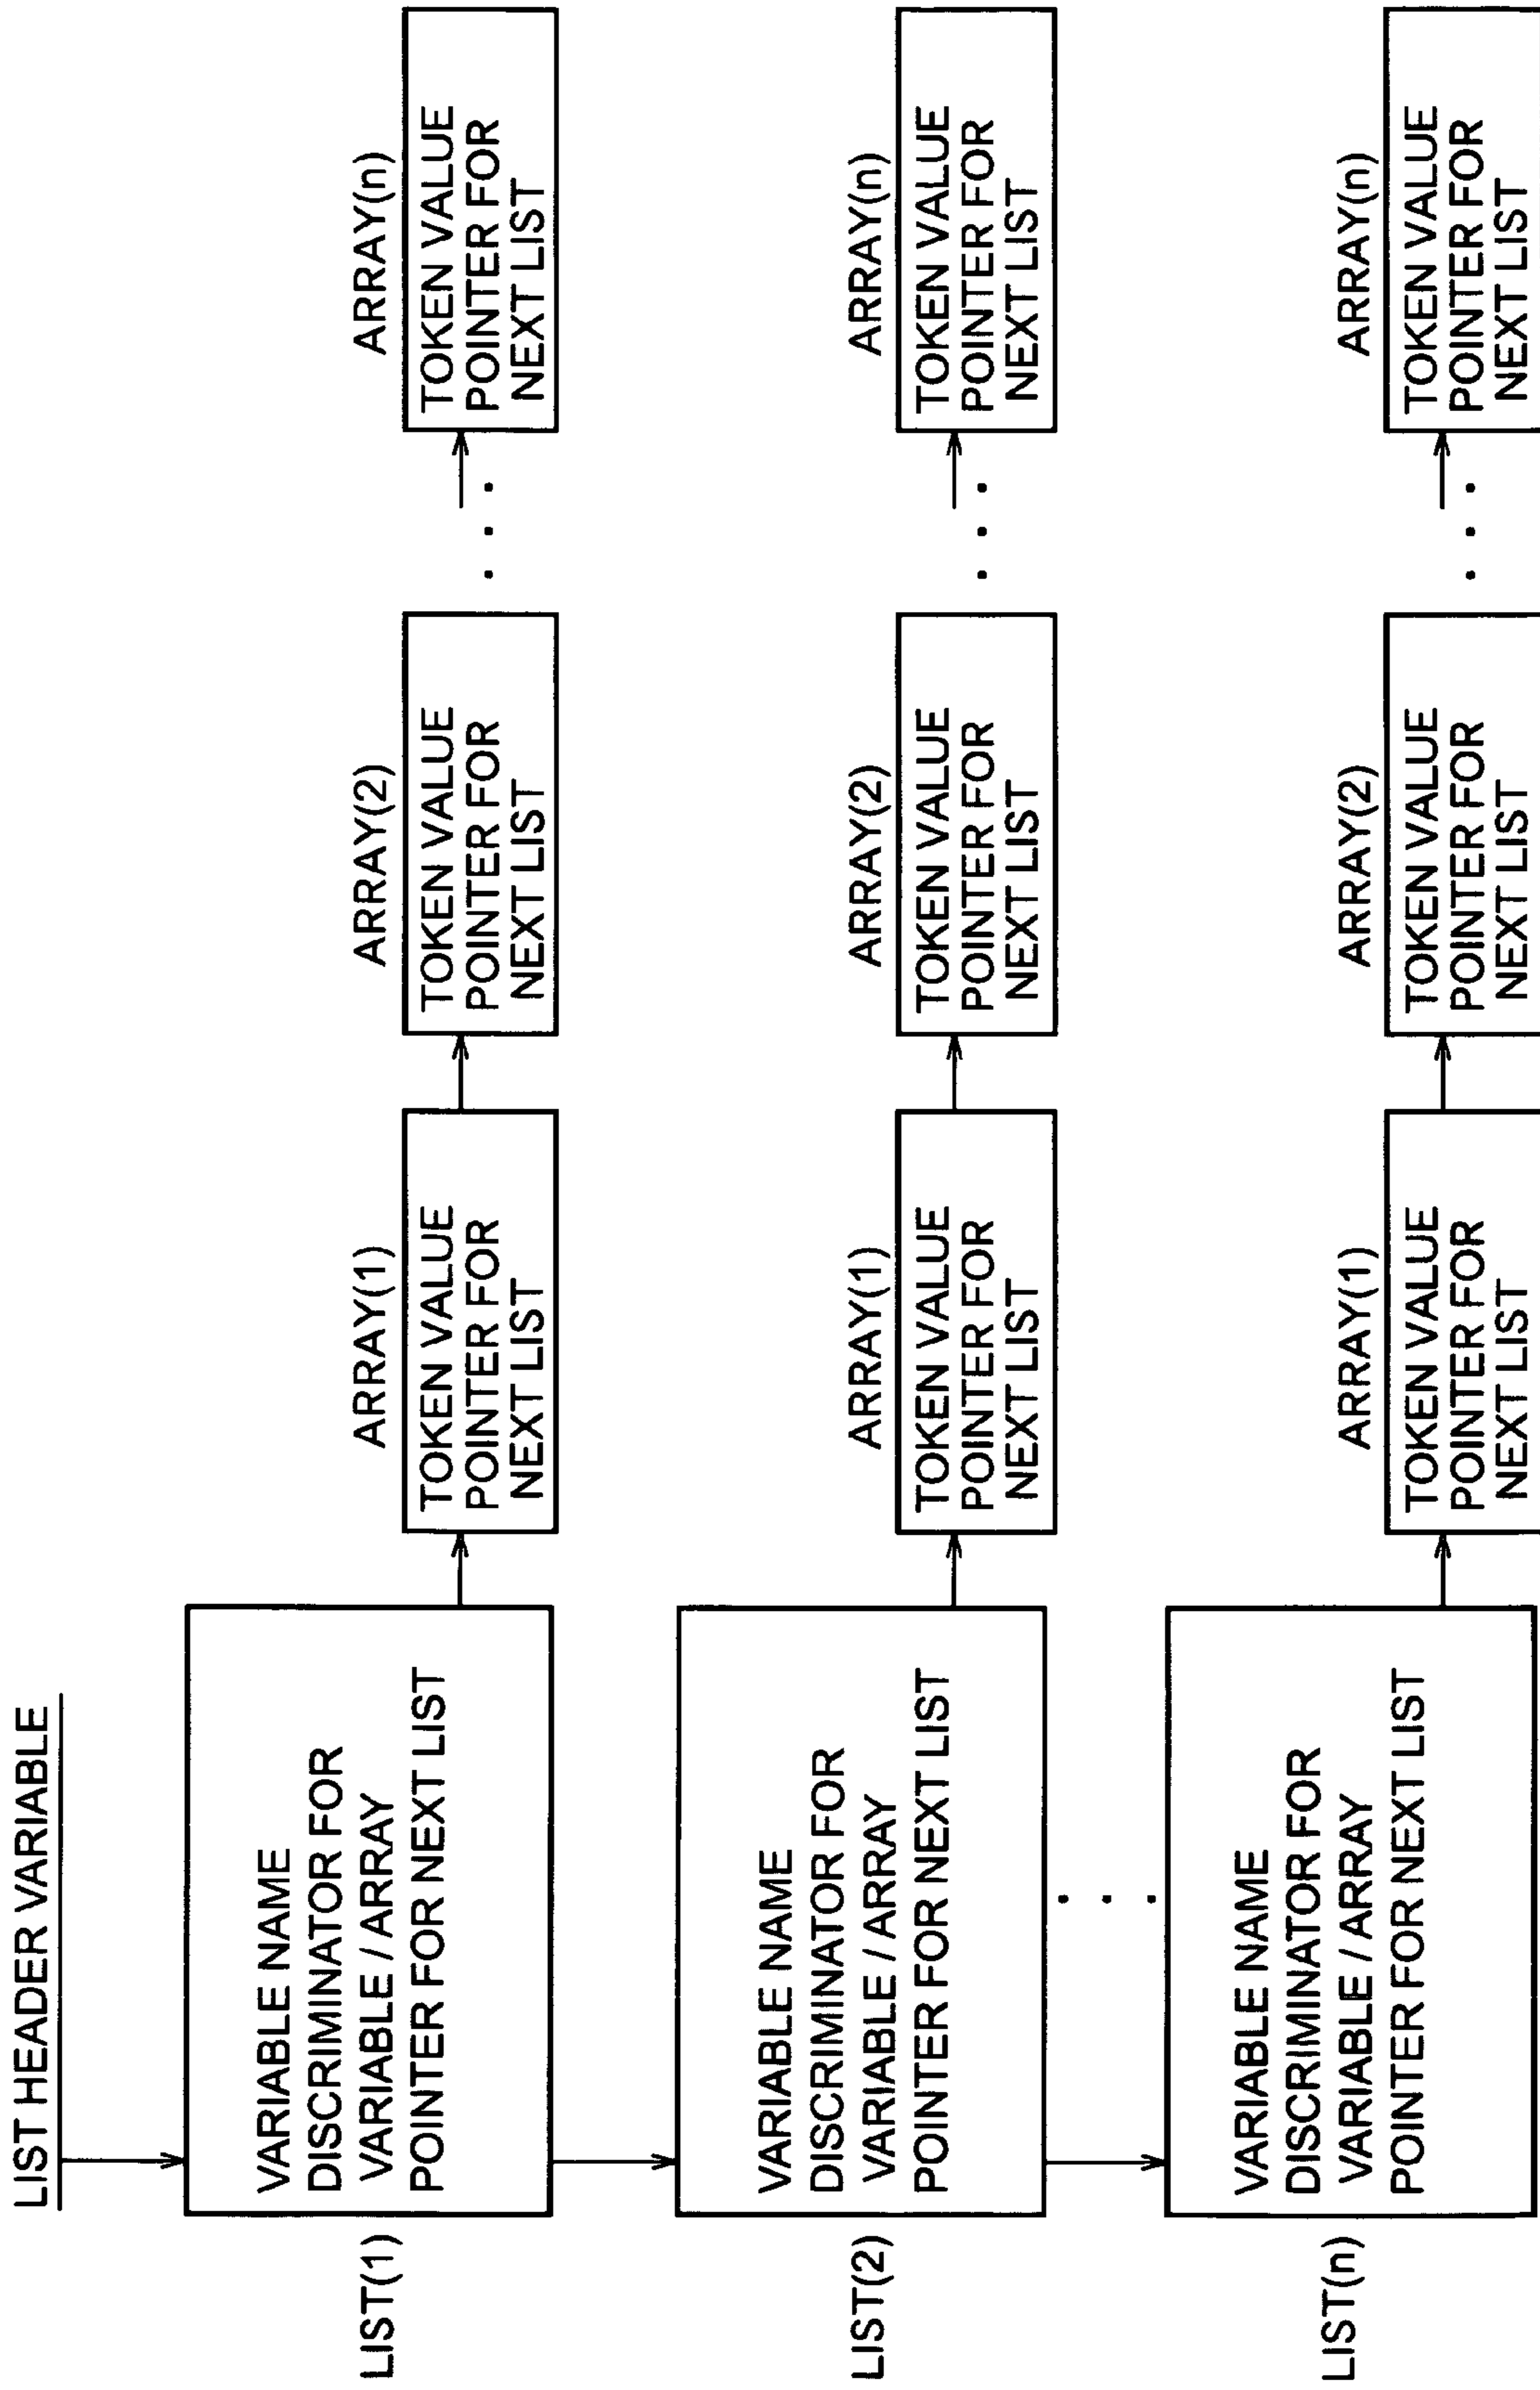 LIST HEADER VARIABLE
LIST(1)
VARIABLE NAME
DISCRIMINATOR FOR
VARIABLE / ARRAY
POINTER FOR NEXT LIST
ARRAY(1)
TOKEN VALUE
POINTER FOR
NEXT LIST
ARRAY(2)
TOKEN VALUE
POINTER FOR
NEXT LIST
. . .
ARRAY(n)
TOKEN VALUE
POINTER FOR
NEXT LIST
LIST(2)
VARIABLE NAME
DISCRIMINATOR FOR
VARIABLE / ARRAY
POINTER FOR NEXT LIST
ARRAY(1)
TOKEN VALUE
POINTER FOR
NEXT LIST
ARRAY(2)
TOKEN VALUE
POINTER FOR
NEXT LIST
. . .
ARRAY(n)
TOKEN VALUE
POINTER FOR
NEXT LIST
. . .
LIST(n)
VARIABLE NAME
DISCRIMINATOR FOR
VARIABLE / ARRAY
POINTER FOR NEXT LIST
ARRAY(1)
TOKEN VALUE
POINTER FOR
NEXT LIST
ARRAY(2)
TOKEN VALUE
POINTER FOR
NEXT LIST
. . .
ARRAY(n)
TOKEN VALUE
POINTER FOR
NEXT LIST